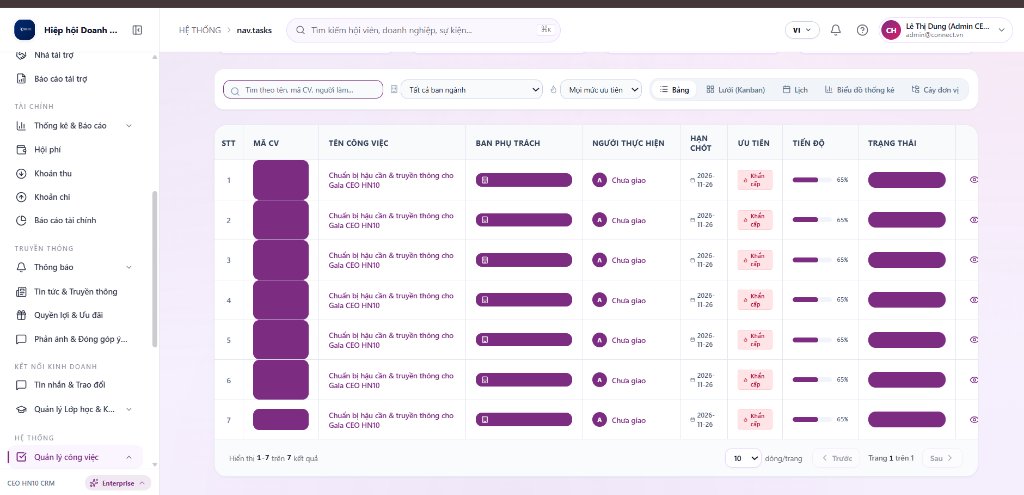 Hiệp hội Doanh ...
HỆ THỐNG > nav.tasks
Tìm kiếm hội viên, doanh nghiệp, sự kiện...
⌘K
VI
CH
Lê Thị Dung (Admin CE...
admin@connect.vn
Nhà tài trợ
Báo cáo tài trợ
TÀI CHÍNH
Thống kê & Báo cáo
Hội phí
Khoản thu
Khoản chi
Báo cáo tài chính
TRUYỀN THÔNG
Thông báo
Tin tức & Truyền thông
Quyền lợi & Ưu đãi
Phản ánh & Đóng góp ý...
KẾT NỐI KINH DOANH
Tin nhắn & Trao đổi
Quản lý Lớp học & K...
HỆ THỐNG
Quản lý công việc
CEO HN10 CRM
Enterprise
Tìm theo tên, mã CV, người làm...
Tất cả ban ngành
Mọi mức ưu tiên
Bảng
Lưới (Kanban)
Lịch
Biểu đồ thống kê
Cây đơn vị
STT MÃ CV TÊN CÔNG VIỆC BAN PHỤ TRÁCH NGƯỜI THỰC HIỆN HẠN CHÓT ƯU TIÊN TIẾN ĐỘ TRẠNG THÁI
1 Chuẩn bị hậu cần & truyền thông cho A Chưa giao 2026- Khẩn 65%
Gala CEO HN10 11-26 cấp
2 Chuẩn bị hậu cần & truyền thông cho A Chưa giao 2026- Khẩn 65%
Gala CEO HN10 11-26 cấp
3 Chuẩn bị hậu cần & truyền thông cho A Chưa giao 2026- Khẩn 65%
Gala CEO HN10 11-26 cấp
4 Chuẩn bị hậu cần & truyền thông cho A Chưa giao 2026- Khẩn 65%
Gala CEO HN10 11-26 cấp
5 Chuẩn bị hậu cần & truyền thông cho A Chưa giao 2026- Khẩn 65%
Gala CEO HN10 11-26 cấp
6 Chuẩn bị hậu cần & truyền thông cho A Chưa giao 2026- Khẩn 65%
Gala CEO HN10 11-26 cấp
7 Chuẩn bị hậu cần & truyền thông cho A Chưa giao 2026- Khẩn 65%
Gala CEO HN10 11-26 cấp
Hiển thị 1-7 trên 7 kết quả
10 dòng/trang
Trước
Trang 1 trên 1
Sau